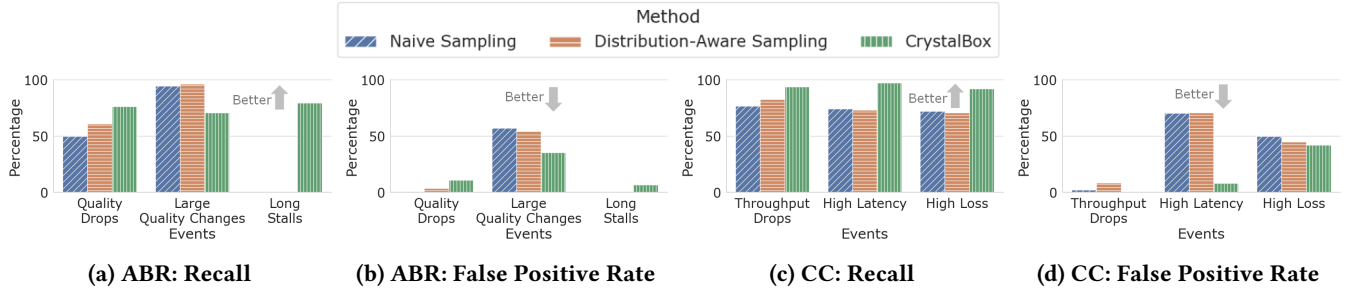 Method
Naive Sampling
Distribution-Aware Sampling
CrystalBox
Percentage
100
50
0
Better
Quality Drops
Large Quality Changes
Long Stalls
Events
(a) ABR: Recall
Percentage
100
50
0
Better
Quality Drops
Large Quality Changes
Long Stalls
Events
(b) ABR: False Positive Rate
Percentage
100
50
0
Better
Throughput Drops
High Latency
High Loss
Events
(c) CC: Recall
Percentage
100
50
0
Better
Throughput Drops
High Latency
High Loss
Events
(d) CC: False Positive Rate